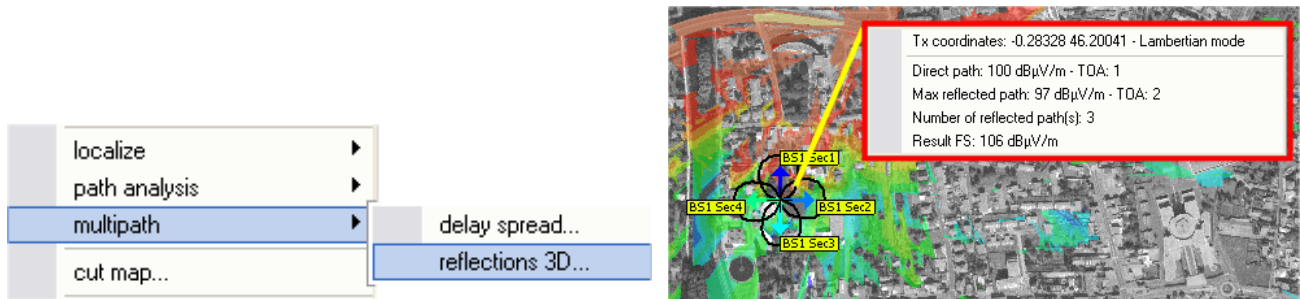 localize
path analysis
multipath
cut map...
delay spread...
reflections 3D...
Tx coordinates: -0.28328 46.20041 - Lambertian mode
Direct path: 100 dBµV/m - TOA: 1
Max reflected path: 97 dBµV/m - TOA: 2
Number of reflected path(s): 3
Result FS: 106 dBµV/m
BS1 Sec1
BS1 Sec4
BS1 Sec2
BS1 Sec3